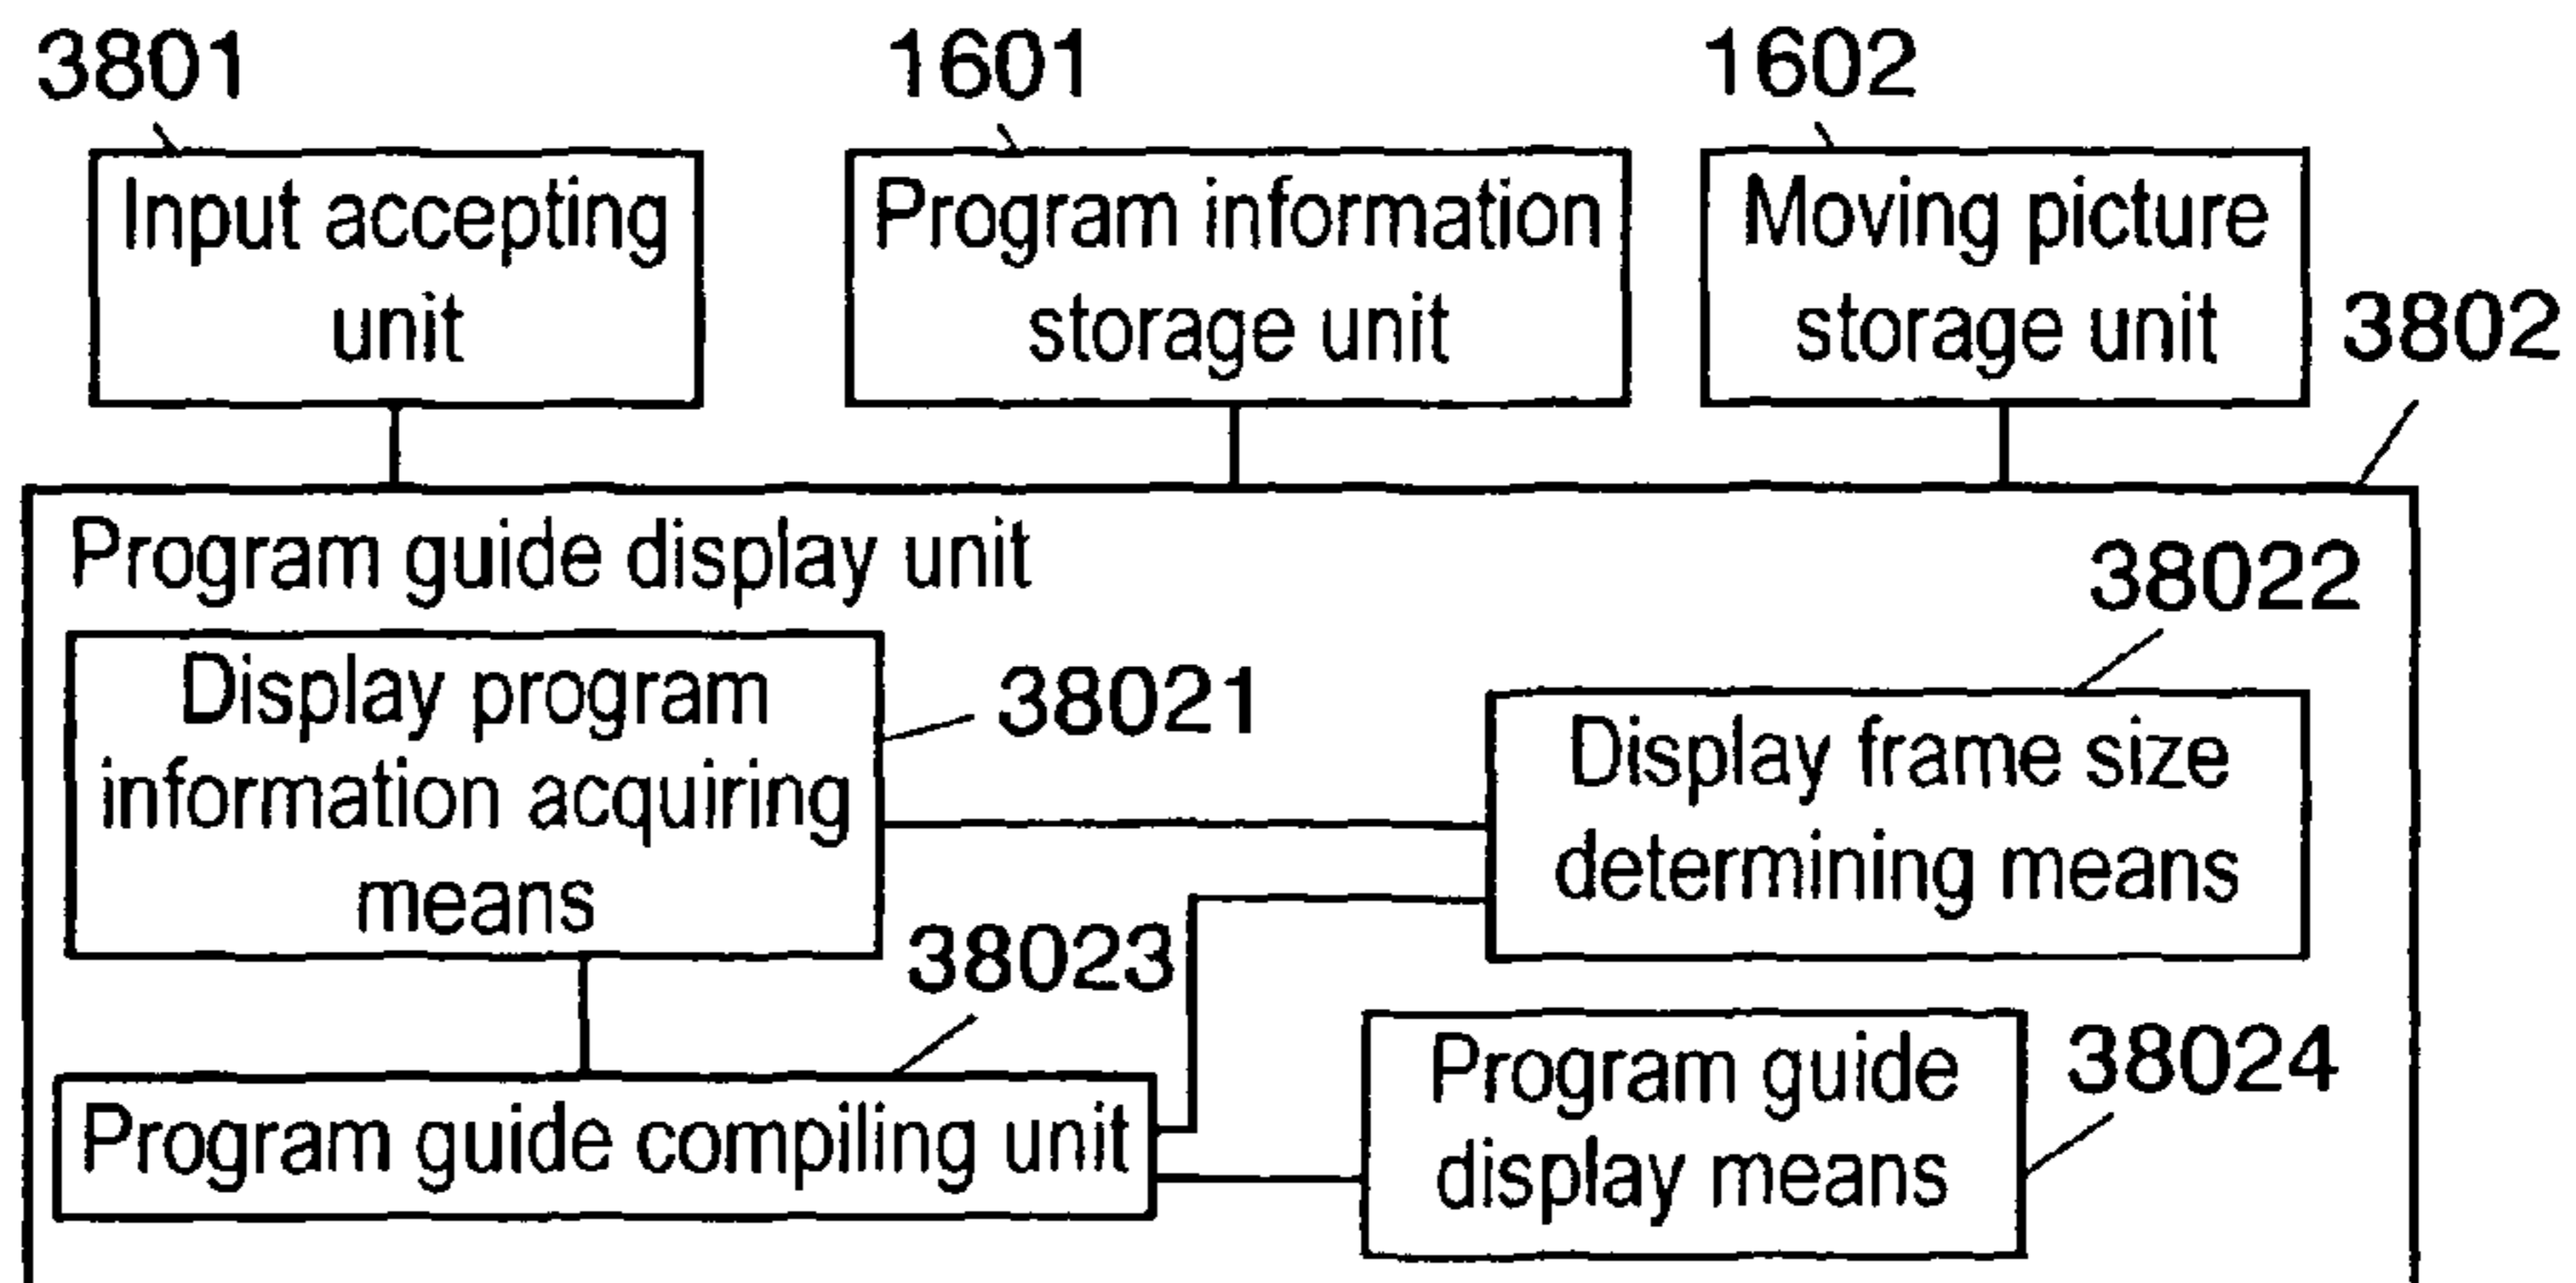 3801
1601
1602
Input accepting
unit
Program information
storage unit
Moving picture
storage unit
3802
Program guide display unit
38022
Display program
information acquiring
means
38021
Display frame size
determining means
38023
Program guide compiling unit
Program guide
display means
38024